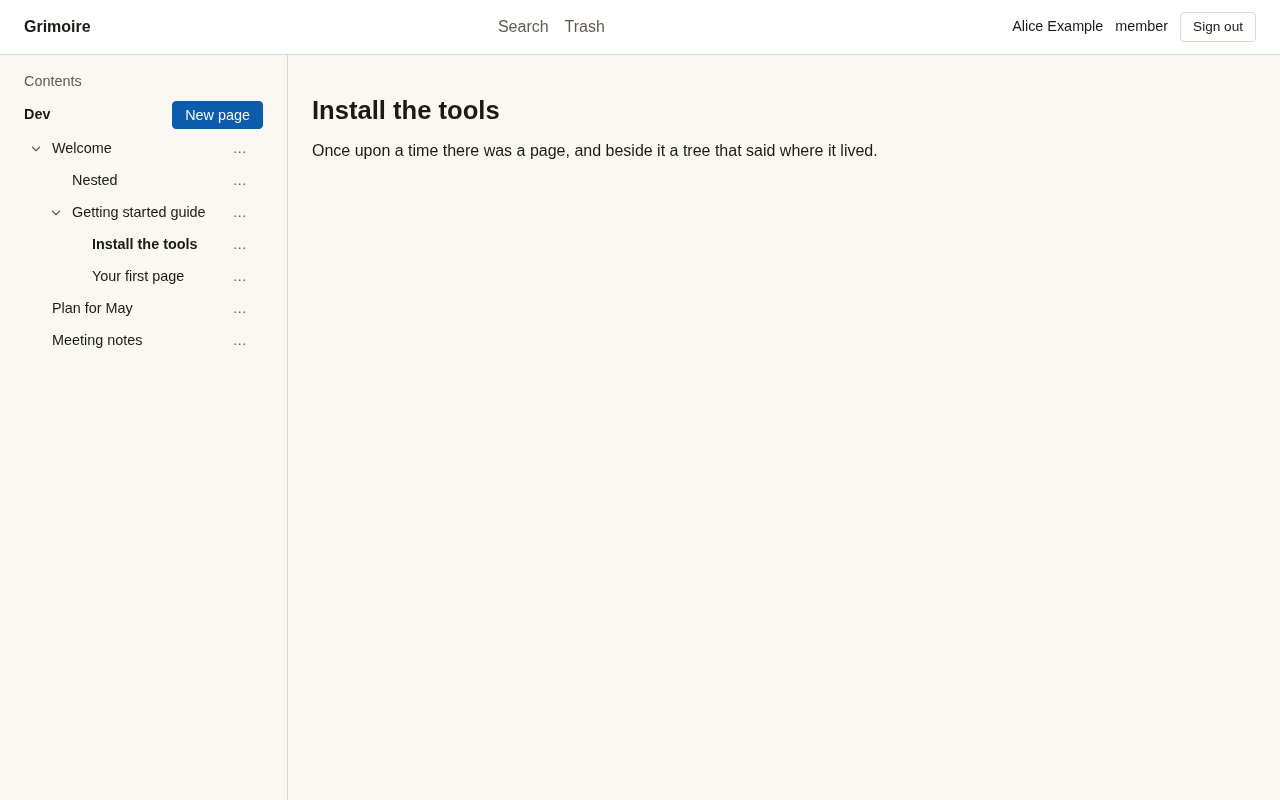 Grimoire Search Trash Alice Example member Sign out
Contents
Dev New page
Welcome ...
Nested ...
Getting started guide ...
Install the tools ...
Your first page ...
Plan for May ...
Meeting notes ...
Install the tools
Once upon a time there was a page, and beside it a tree that said where it lived.